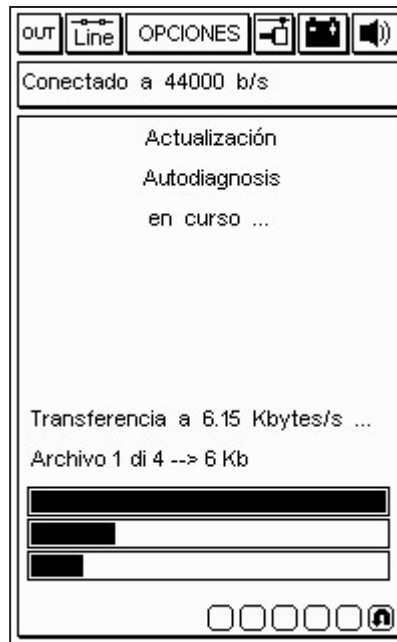 OUT Line OPCIONES
Conectado a 44000 b/s
Actualización
Autodiagnosis
en curso ...
Transferencia a 6.15 Kbytes/s ...
Archivo 1 di 4 --> 6 Kb